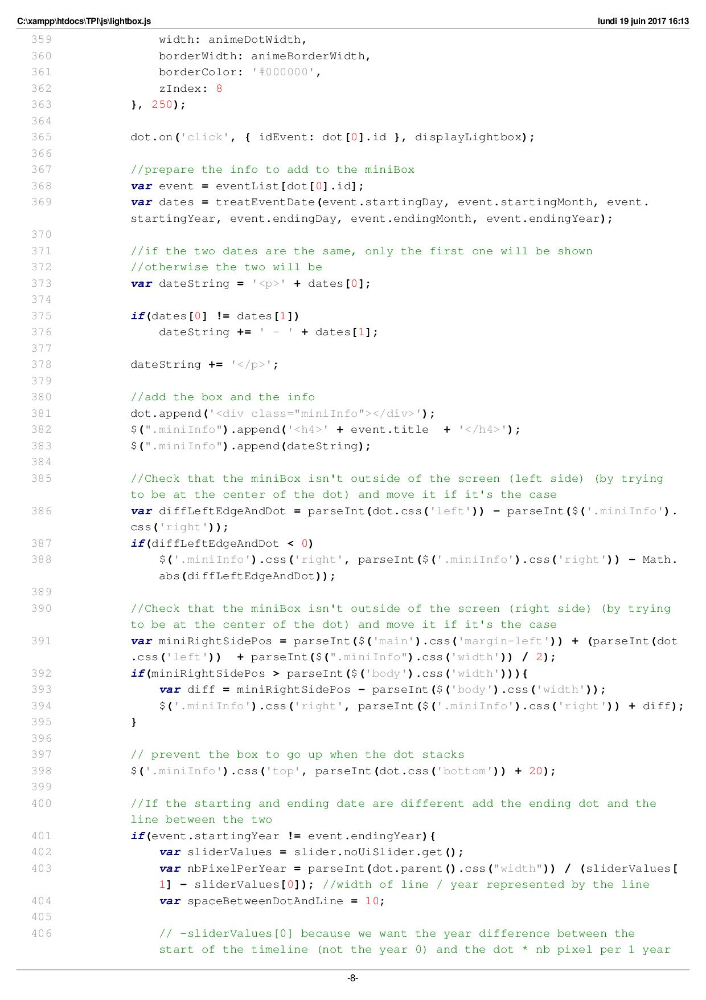 C:\xampp\htdocs\TPI\js\lightbox.js lundi 19 juin 2017 16:13
359 width: animeDotWidth,
360 borderWidth: animeBorderWidth,
361 borderColor: '#000000',
362 zIndex: 8
363 }, 250);
364
365 dot.on('click', { idEvent: dot[0].id }, displayLightbox);
366
367 //prepare the info to add to the miniBox
368 var event = eventList[dot[0].id];
369 var dates = treatEventDate(event.startingDay, event.startingMonth, event.
startingYear, event.endingDay, event.endingMonth, event.endingYear);
370
371 //if the two dates are the same, only the first one will be shown
372 //otherwise the two will be
373 var dateString = '<p>' + dates[0];
374
375 if(dates[0] != dates[1])
376 dateString += ' - ' + dates[1];
377
378 dateString += '</p>';
379
380 //add the box and the info
381 dot.append('<div class="miniInfo"></div>');
382 $(".miniInfo").append('<h4>' + event.title  + '</h4>');
383 $(".miniInfo").append(dateString);
384
385 //Check that the miniBox isn't outside of the screen (left side) (by trying
to be at the center of the dot) and move it if it's the case
386 var diffLeftEdgeAndDot = parseInt(dot.css('left')) - parseInt($('.miniInfo').
css('right'));
387 if(diffLeftEdgeAndDot < 0)
388 $('.miniInfo').css('right', parseInt($('.miniInfo').css('right')) - Math.
abs(diffLeftEdgeAndDot));
389
390 //Check that the miniBox isn't outside of the screen (right side) (by trying
to be at the center of the dot) and move it if it's the case
391 var miniRightSidePos = parseInt($('main').css('margin-left')) + (parseInt(dot
.css('left'))  + parseInt($(".miniInfo").css('width')) / 2);
392 if(miniRightSidePos > parseInt($('body').css('width'))){
393 var diff = miniRightSidePos - parseInt($('body').css('width'));
394 $('.miniInfo').css('right', parseInt($('.miniInfo').css('right')) + diff);
395 }
396
397 // prevent the box to go up when the dot stacks
398 $('.miniInfo').css('top', parseInt(dot.css('bottom')) + 20);
399
400 //If the starting and ending date are different add the ending dot and the
line between the two
401 if(event.startingYear != event.endingYear){
402 var sliderValues = slider.noUiSlider.get();
403 var nbPixelPerYear = parseInt(dot.parent().css("width")) / (sliderValues[
1] - sliderValues[0]); //width of line / year represented by the line
404 var spaceBetweenDotAndLine = 10;
405
406 // -sliderValues[0] because we want the year difference between the
start of the timeline (not the year 0) and the dot * nb pixel per 1 year
-8-